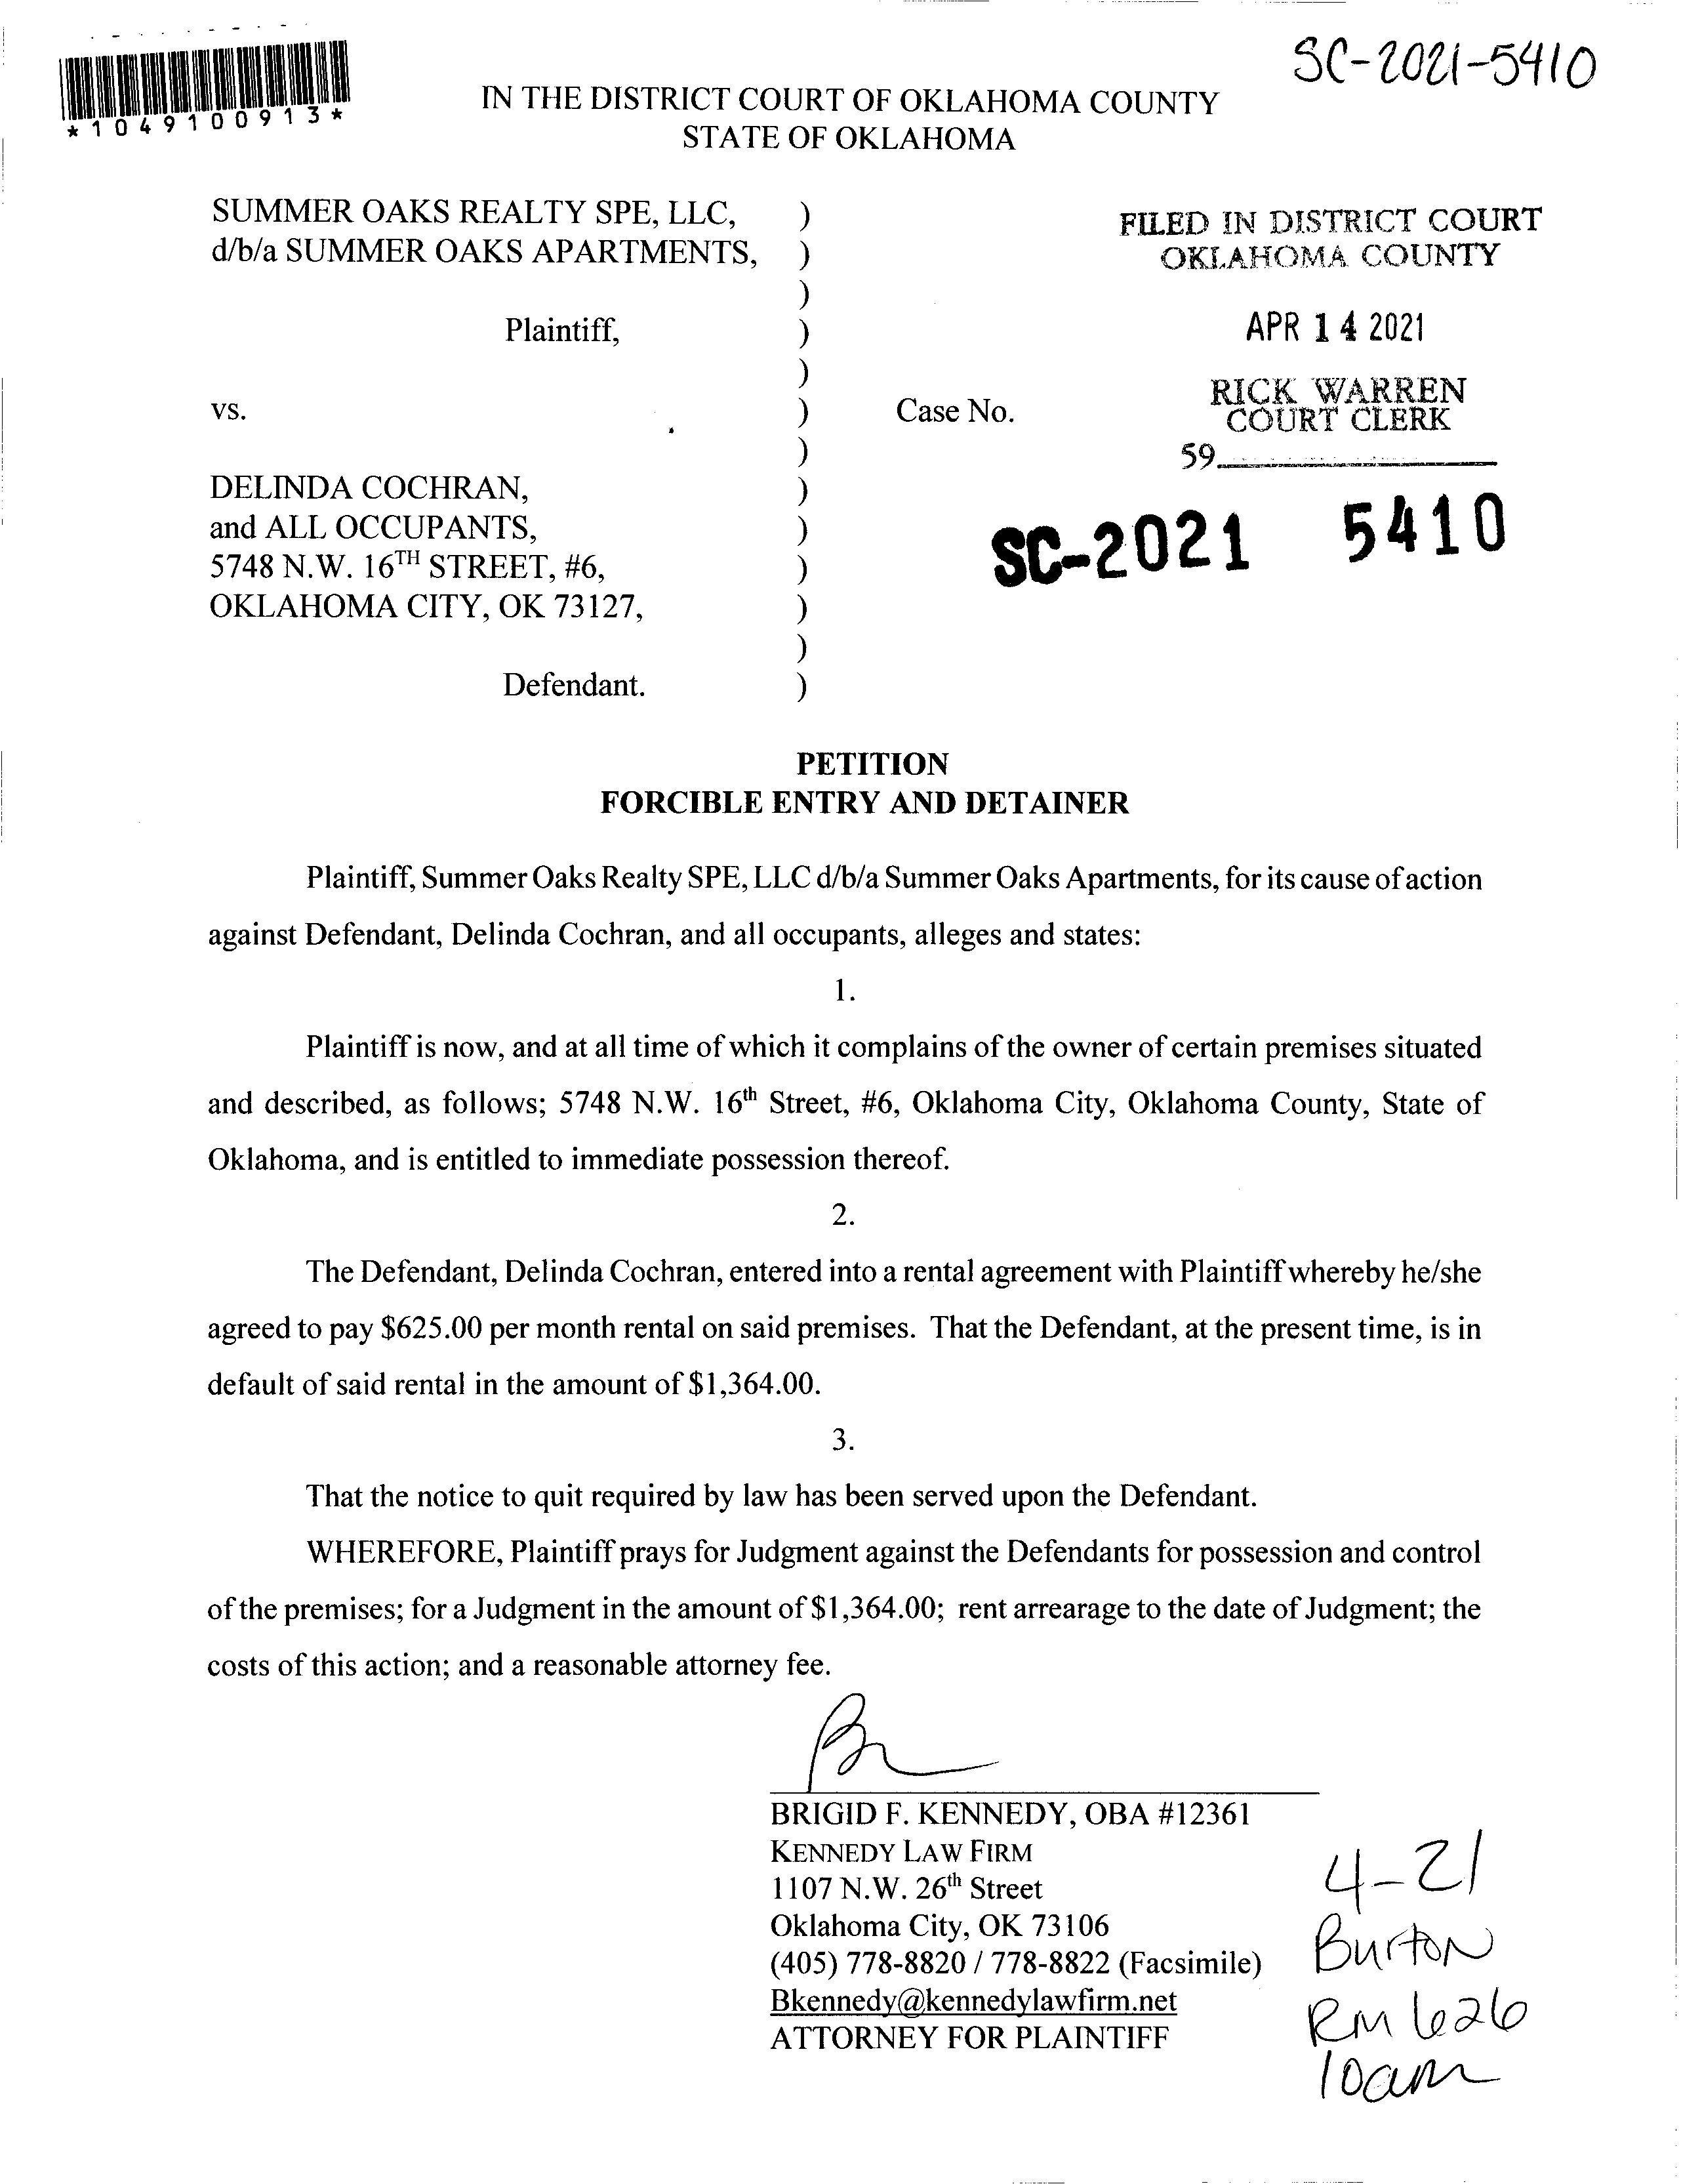 SC-2021-5410
*1049100913*
IN THE DISTRICT COURT OF OKLAHOMA COUNTY
STATE OF OKLAHOMA
SUMMER OAKS REALTY SPE, LLC, )
d/b/a SUMMER OAKS APARTMENTS, )
)
Plaintiff, )
)
vs. ) Case No.
)
DELINDA COCHRAN, )
and ALL OCCUPANTS, )
5748 N.W. 16TH STREET, #6, )
OKLAHOMA CITY, OK 73127, )
)
Defendant. )
FILED IN DISTRICT COURT
OKLAHOMA COUNTY
APR 14 2021
RICK WARREN
COURT CLERK
59
SC-2021 5410
PETITION
FORCIBLE ENTRY AND DETAINER
Plaintiff, Summer Oaks Realty SPE, LLC d/b/a Summer Oaks Apartments, for its cause of action
against Defendant, Delinda Cochran, and all occupants, alleges and states:
1.
Plaintiff is now, and at all time of which it complains of the owner of certain premises situated
and described, as follows; 5748 N.W. 16th Street, #6, Oklahoma City, Oklahoma County, State of
Oklahoma, and is entitled to immediate possession thereof.
2.
The Defendant, Delinda Cochran, entered into a rental agreement with Plaintiff whereby he/she
agreed to pay $625.00 per month rental on said premises. That the Defendant, at the present time, is in
default of said rental in the amount of $1,364.00.
3.
That the notice to quit required by law has been served upon the Defendant.
WHEREFORE, Plaintiff prays for Judgment against the Defendants for possession and control
of the premises; for a Judgment in the amount of $1,364.00; rent arrearage to the date of Judgment; the
costs of this action; and a reasonable attorney fee.
BRIGID F. KENNEDY, OBA #12361
KENNEDY LAW FIRM
1107 N.W. 26th Street
Oklahoma City, OK 73106
(405) 778-8820 / 778-8822 (Facsimile)
Bkennedy@kennedylawfirm.net
ATTORNEY FOR PLAINTIFF
4-21
Burton
RM 626
10am